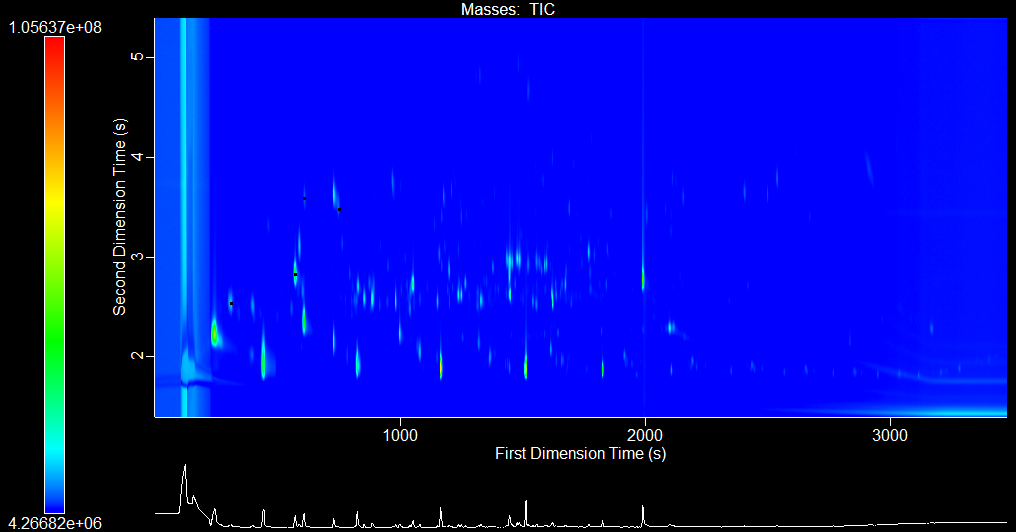 Masses: TIC
1.05637e+08
4.26682e+06
Second Dimension Time (s)
5
4
3
2
1000
2000
3000
First Dimension Time (s)